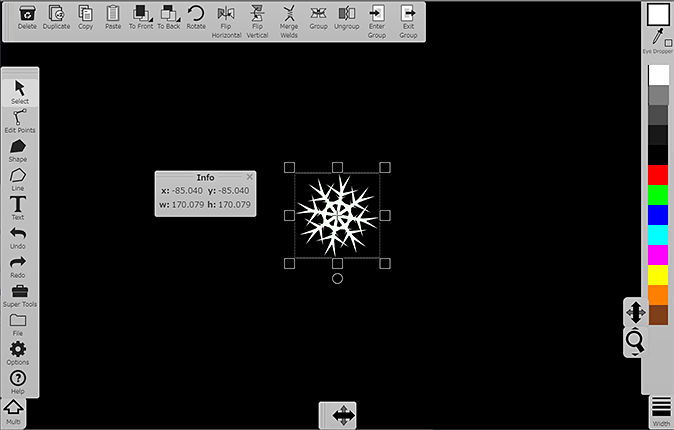 Delete Duplicate Copy Paste To Front To Back Rotate Flip Horizontal Flip Vertical Merge Welds Group Ungroup Enter Group Exit Group
Eye Dropper
Select
Edit Points
Shape
Line
Text
Undo
Redo
Super Tools
File
Options
Help
Multi
Info
x: -85.040 y: -85.040
w: 170.079 h: 170.079
Width